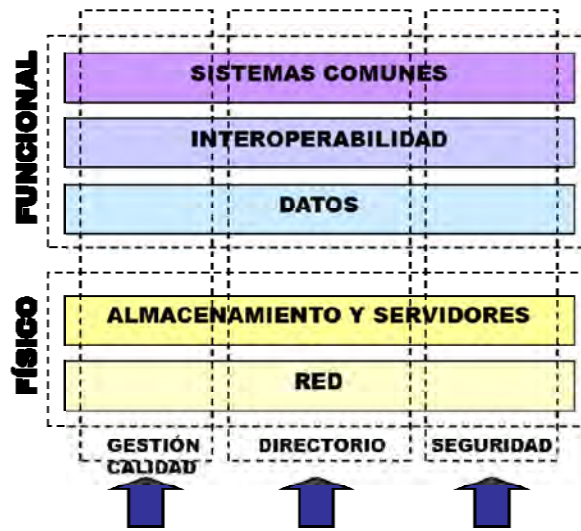 FUNCIONAL
SISTEMAS COMUNES
INTEROPERABILIDAD
DATOS
FÍSICO
ALMACENAMIENTO Y SERVIDORES
RED
GESTIÓN
CALIDAD
DIRECTORIO
SEGURIDAD